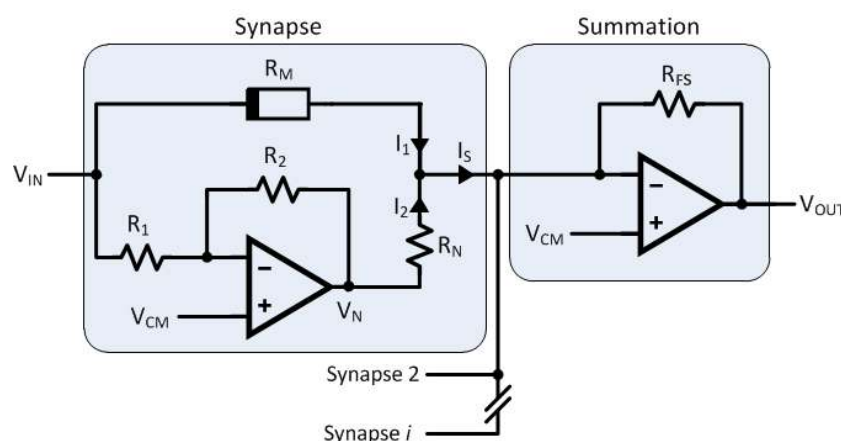 Synapse
Summation
R_M
R_FS
I_1
I_S
V_IN
R_2
I_2
R_1
R_N
V_OUT
V_CM
V_CM
V_N
Synapse 2
Synapse i
−
+
−
+